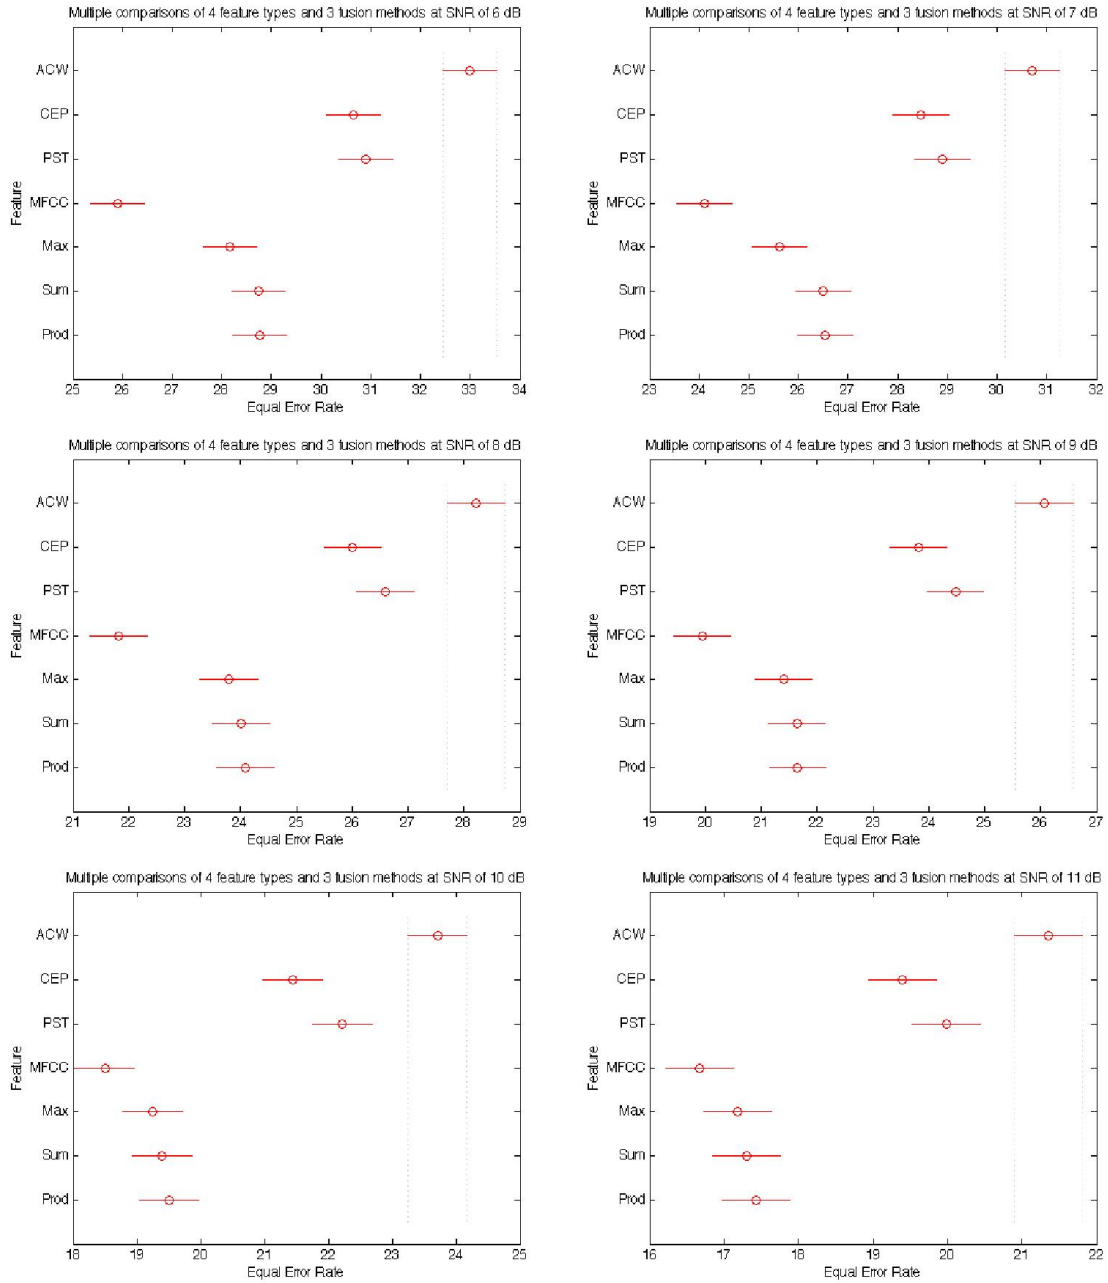 Multiple comparisons of 4 feature types and 3 fusion methods at SNR of 6 dB
ACW
CEP
PST
MFCC
Max
Sum
Prod
Feature
25 26 27 28 29 30 31 32 33 34
Equal Error Rate
Multiple comparisons of 4 feature types and 3 fusion methods at SNR of 7 dB
ACW
CEP
PST
MFCC
Max
Sum
Prod
Feature
23 24 25 26 27 28 29 30 31 32
Equal Error Rate
Multiple comparisons of 4 feature types and 3 fusion methods at SNR of 8 dB
ACW
CEP
PST
MFCC
Max
Sum
Prod
Feature
21 22 23 24 25 26 27 28 29
Equal Error Rate
Multiple comparisons of 4 feature types and 3 fusion methods at SNR of 9 dB
ACW
CEP
PST
MFCC
Max
Sum
Prod
Feature
19 20 21 22 23 24 25 26 27
Equal Error Rate
Multiple comparisons of 4 feature types and 3 fusion methods at SNR of 10 dB
ACW
CEP
PST
MFCC
Max
Sum
Prod
Feature
18 19 20 21 22 23 24 25
Equal Error Rate
Multiple comparisons of 4 feature types and 3 fusion methods at SNR of 11 dB
ACW
CEP
PST
MFCC
Max
Sum
Prod
Feature
16 17 18 19 20 21 22
Equal Error Rate